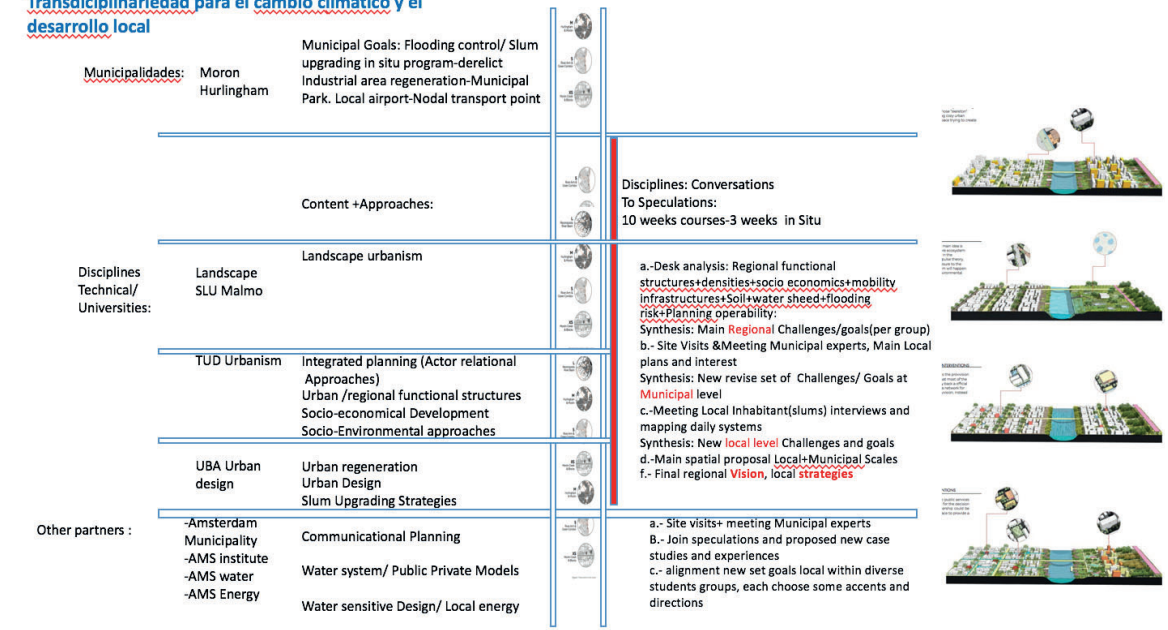 Transdiciplinariedad para el cambio climatico y el
desarrollo local
Municipalidades:
Moron
Hurlingham
Municipal Goals: Flooding control/ Slum
upgrading in situ program-derelict
Industrial area regeneration-Municipal
Park. Local airport-Nodal transport point
Content +Approaches:
Disciplines: Conversations
To Speculations:
10 weeks courses-3 weeks in Situ
Disciplines
Technical/
Universities:
Landscape
SLU Malmo
Landscape urbanism
TUD Urbanism
Integrated planning (Actor relational
Approaches)
Urban /regional functional structures
Socio-economical Development
Socio-Environmental approaches
UBA Urban
design
Urban regeneration
Urban Design
Slum Upgrading Strategies
a.-Desk analysis: Regional functional
structures+densities+socio economics+mobility
infrastructures+Soil+water sheed+flooding
risk+Planning operability:
Synthesis: Main Regional Challenges/goals(per group)
b.- Site Visits &Meeting Municipal experts, Main Local
plans and interest
Synthesis: New revise set of Challenges/ Goals at
Municipal level
c.-Meeting Local Inhabitant(slums) interviews and
mapping daily systems
Synthesis: New local level Challenges and goals
d.-Main spatial proposal Local+Municipal Scales
f.- Final regional Vision, local strategies
Other partners :
-Amsterdam
Municipality
-AMS institute
-AMS water
-AMS Energy
Communicational Planning
Water system/ Public Private Models
Water sensitive Design/ Local energy
a.- Site visits+ meeting Municipal experts
B.- Join speculations and proposed new case
studies and experiences
c.- alignment new set goals local within diverse
students groups, each choose some accents and
directions